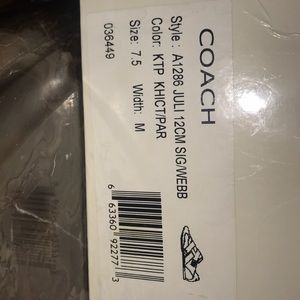 COACH
Style : A1286 JULI 12CM SIG/WEBB
Color: KTP KHICT/PAR
Size: 7.5 Width: M
036449
6 63360 92277 3